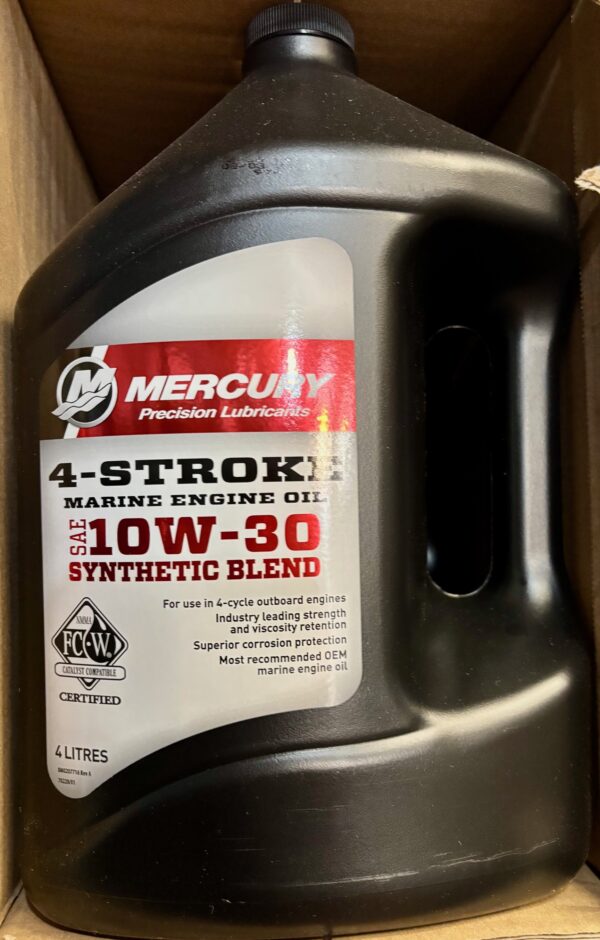 MERCURY
Precision Lubricants
4-STROKE
MARINE ENGINE OIL
SAE 10W-30
SYNTHETIC BLEND
For use in 4-cycle outboard engines
Industry leading strength
and viscosity retention
Superior corrosion protection
Most recommended OEM
marine engine oil
NMMA
FC-W®
CATALYST COMPATIBLE
CERTIFIED
4 LITRES